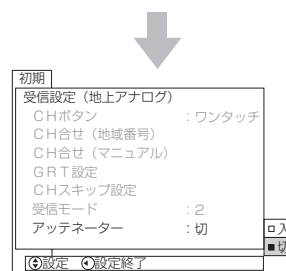 初期
受信設定（地上アナログ）
CHボタン : ワンタッチ
CH合せ（地域番号）
CH合せ（マニュアル）
GRT設定
CHスキップ設定
受信モード : 2
アッテネーター : 切
設定 設定終了